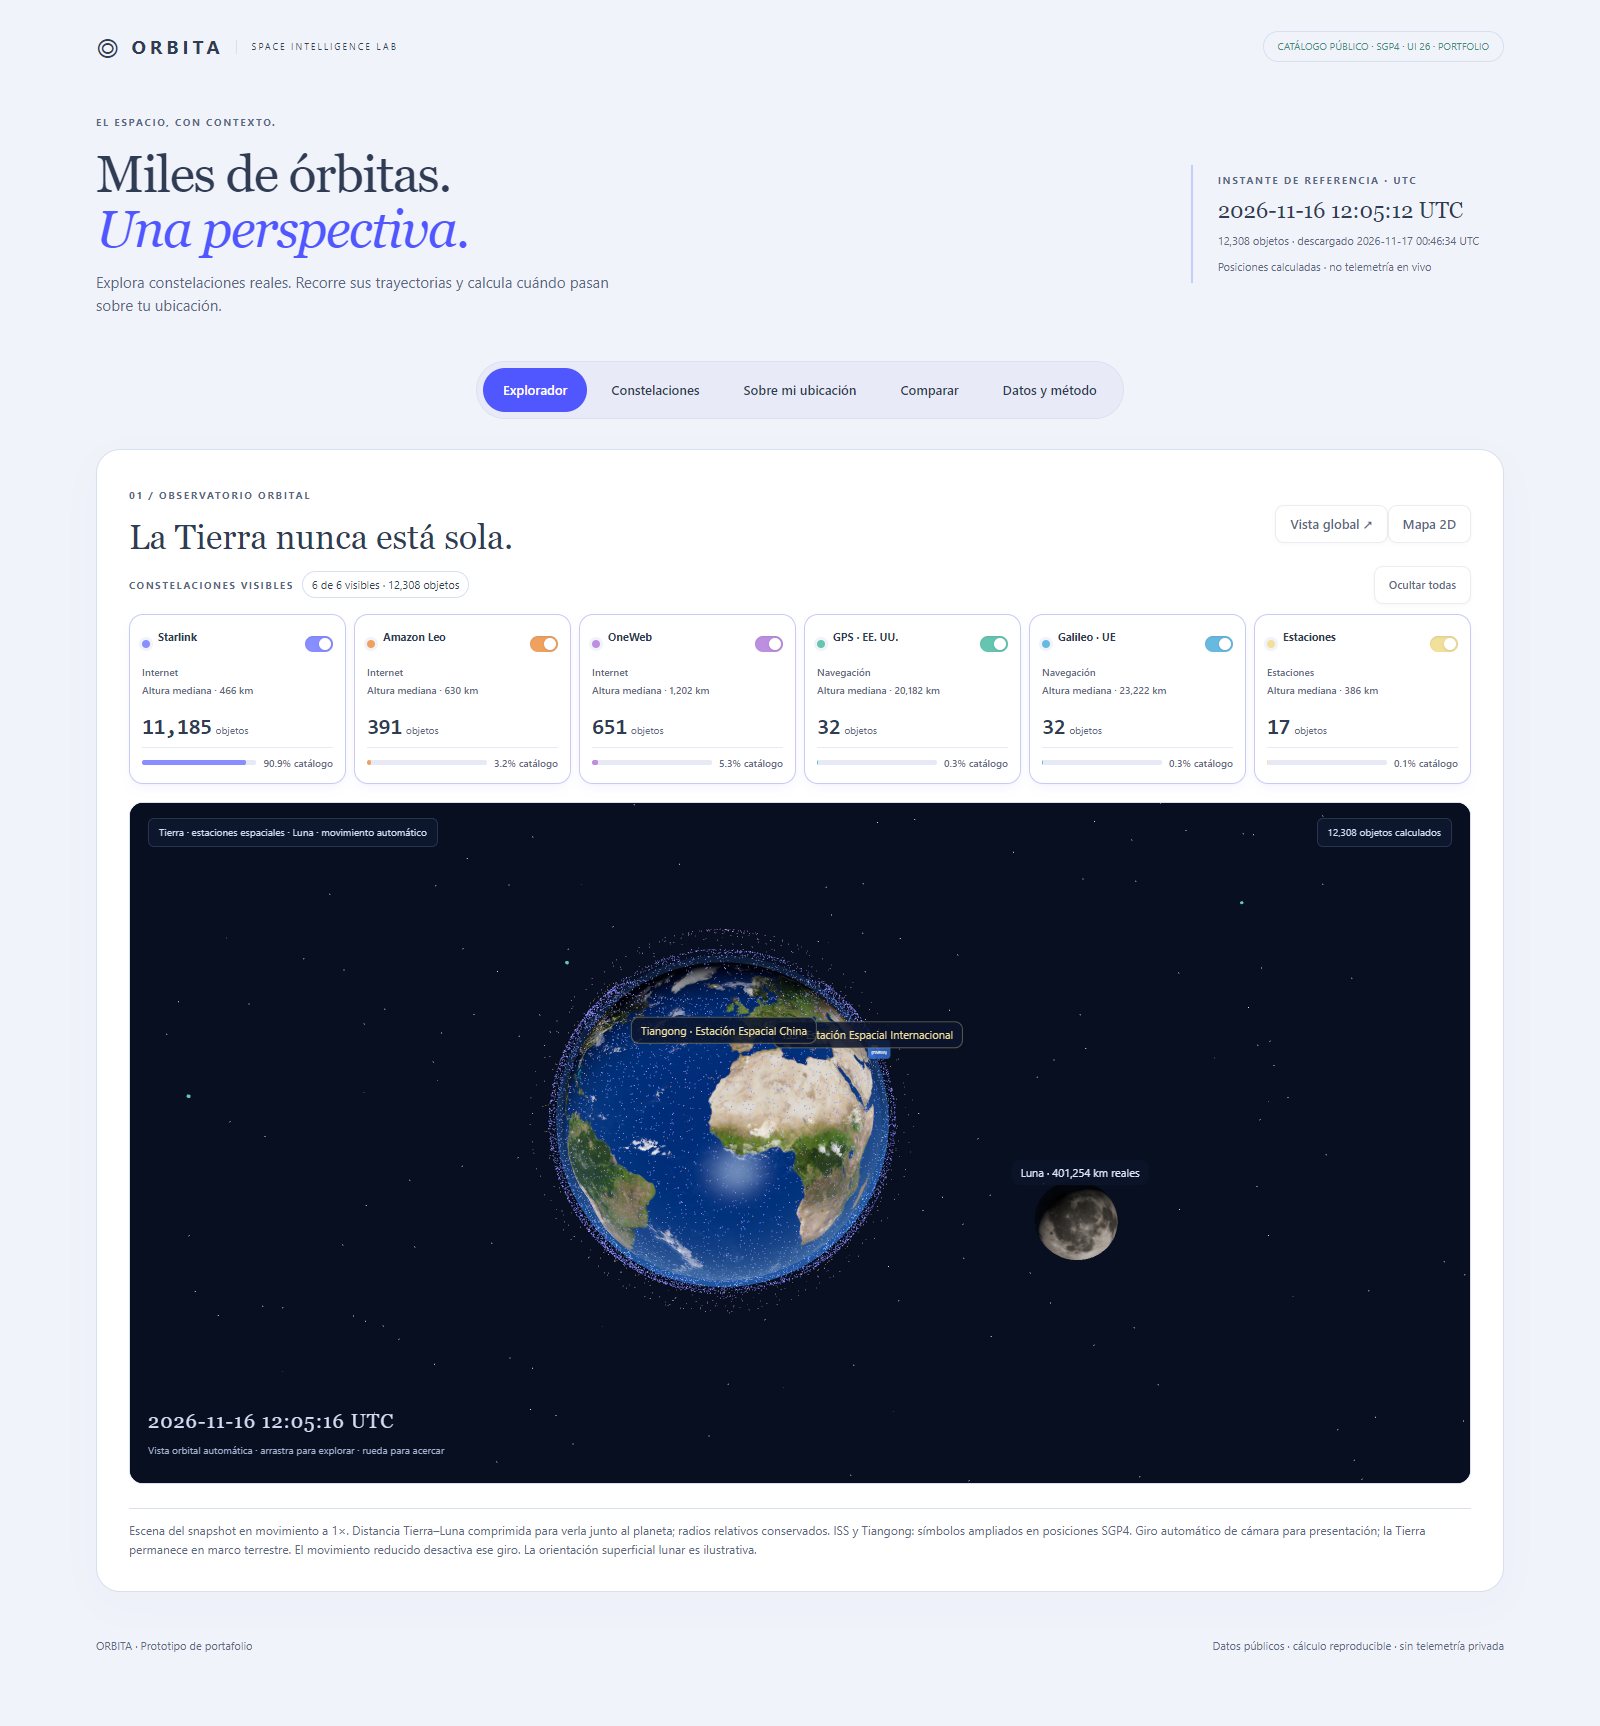 ORBITA
SPACE INTELLIGENCE LAB
CATÁLOGO PÚBLICO · SGP4 · UI 26 · PORTFOLIO
EL ESPACIO, CON CONTEXTO.
Miles de órbitas.
Una perspectiva.
Explora constelaciones reales. Recorre sus trayectorias y calcula cuándo pasan
sobre tu ubicación.
INSTANTE DE REFERENCIA · UTC
2026-11-16 12:05:12 UTC
12,308 objetos · descargado 2026-11-17 00:46:34 UTC
Posiciones calculadas · no telemetría en vivo
Explorador
Constelaciones
Sobre mi ubicación
Comparar
Datos y método
01 / OBSERVATORIO ORBITAL
La Tierra nunca está sola.
Vista global ↗
Mapa 2D
CONSTELACIONES VISIBLES
6 de 6 visibles · 12,308 objetos
Ocultar todas
Starlink
Internet
Altura mediana · 466 km
11,185 objetos
90.9% catálogo
Amazon Leo
Internet
Altura mediana · 630 km
391 objetos
3.2% catálogo
OneWeb
Internet
Altura mediana · 1,202 km
651 objetos
5.3% catálogo
GPS · EE. UU.
Navegación
Altura mediana · 20,182 km
32 objetos
0.3% catálogo
Galileo · UE
Navegación
Altura mediana · 23,222 km
32 objetos
0.3% catálogo
Estaciones
Estaciones
Altura mediana · 386 km
17 objetos
0.1% catálogo
Tierra · estaciones espaciales · Luna · movimiento automático
12,308 objetos calculados
Tiangong · Estación Espacial China
tación Espacial Internacional
Luna · 401,254 km reales
2026-11-16 12:05:16 UTC
Vista orbital automática · arrastra para explorar · rueda para acercar
Escena del snapshot en movimiento a 1×. Distancia Tierra–Luna comprimida para verla junto al planeta; radios relativos conservados. ISS y Tiangong: símbolos ampliados en posiciones SGP4. Giro automático de cámara para presentación; la Tierra
permanece en marco terrestre. El movimiento reducido desactiva ese giro. La orientación superficial lunar es ilustrativa.
ORBITA · Prototipo de portafolio
Datos públicos · cálculo reproducible · sin telemetría privada